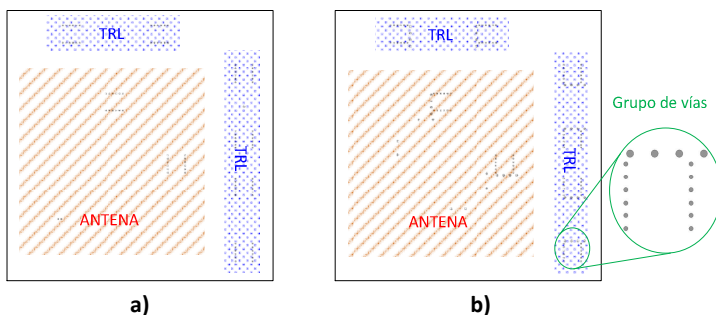 TRL
TRL
ANTENA
a)
TRL
TRL
ANTENA
b)
Grupo de vías